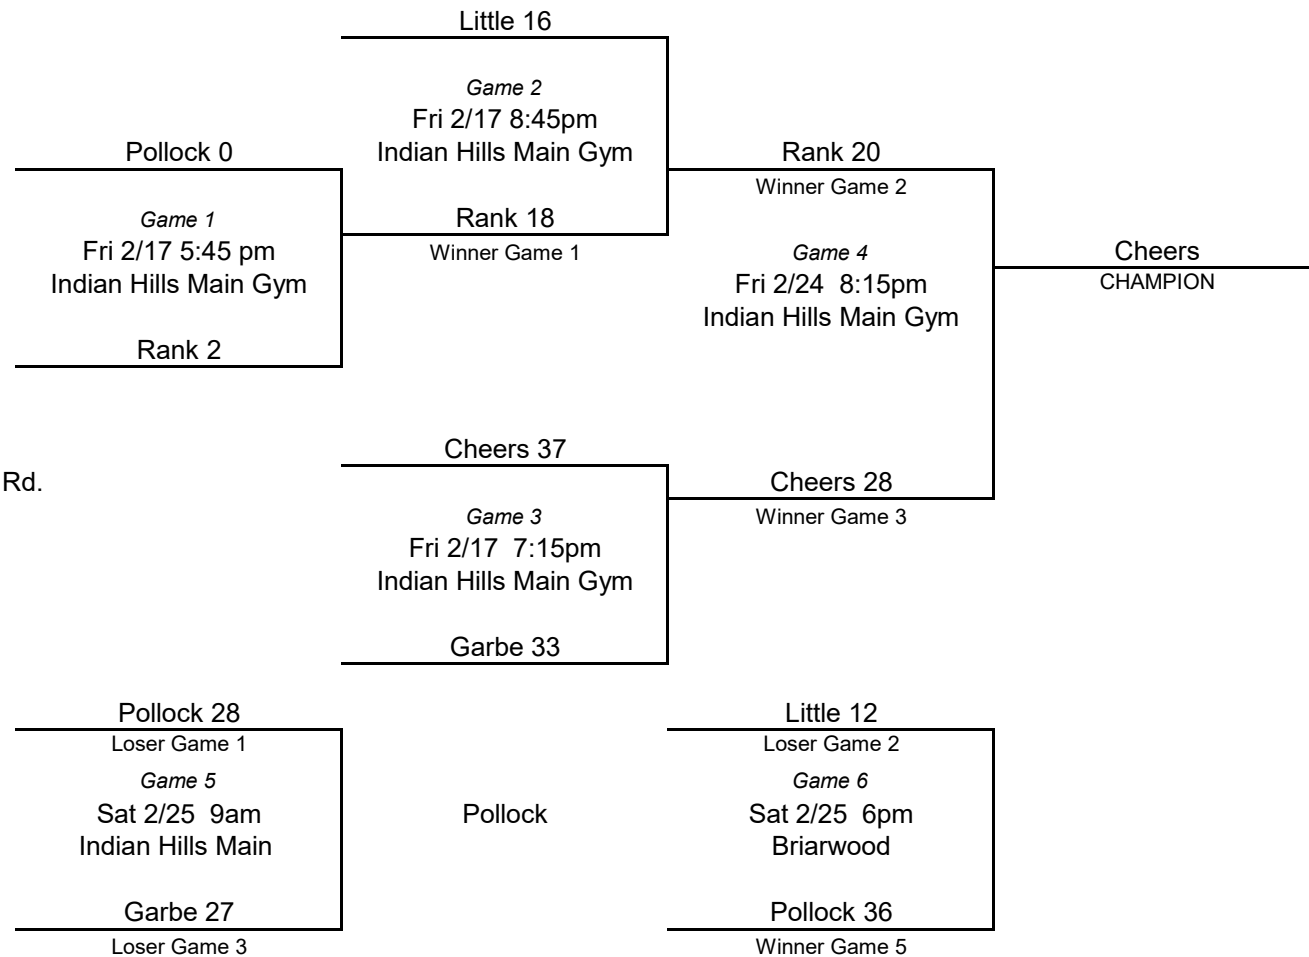 Little 16
Game 2
Fri 2/17 8:45pm
Indian Hills Main Gym
Pollock 0
Game 1
Fri 2/17 5:45 pm
Indian Hills Main Gym
Rank 2
Rank 18
Winner Game 1
Rank 20
Winner Game 2
Game 4
Fri 2/24  8:15pm
Indian Hills Main Gym
Cheers
CHAMPION
Cheers 37
Rd.
Game 3
Fri 2/17  7:15pm
Indian Hills Main Gym
Garbe 33
Cheers 28
Winner Game 3
Pollock 28
Loser Game 1
Game 5
Sat 2/25  9am
Indian Hills Main
Garbe 27
Loser Game 3
Pollock
Little 12
Loser Game 2
Game 6
Sat 2/25  6pm
Briarwood
Pollock 36
Winner Game 5